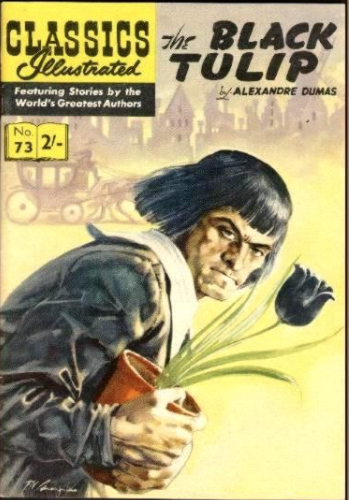 CLASSICS
Illustrated
Featuring Stories by the
World's Greatest Authors
No.
73
2/-
The BLACK
TULIP
by ALEXANDRE DUMAS